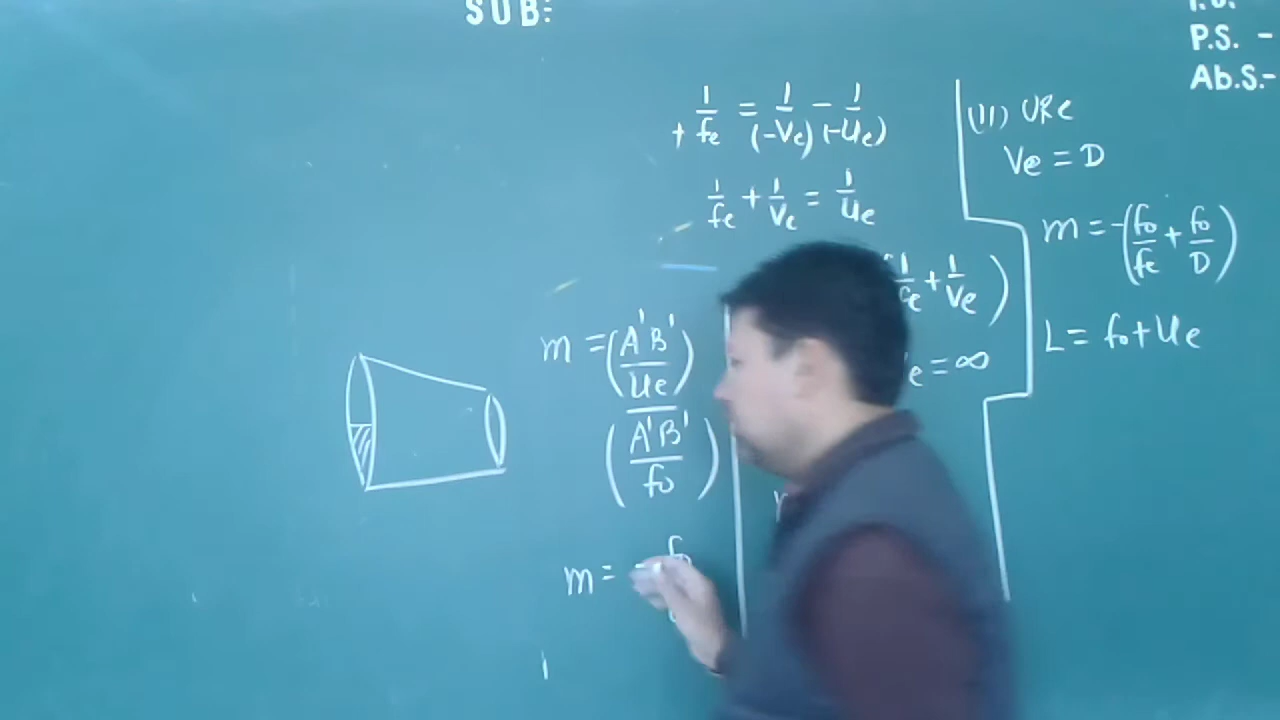 SUB:
P.S. -
Ab.S.-
+ 1/fe = 1/(-Ve) - 1/(-Ue)
1/fe + 1/Ve = 1/Ue
1/fe + 1/Ve )
e = ∞
m = (A'B'/Ue) / (A'B'/fo)
m = -
(II)
Ve = D
m = -(fo/fe + fo/D)
L = fo + Ue